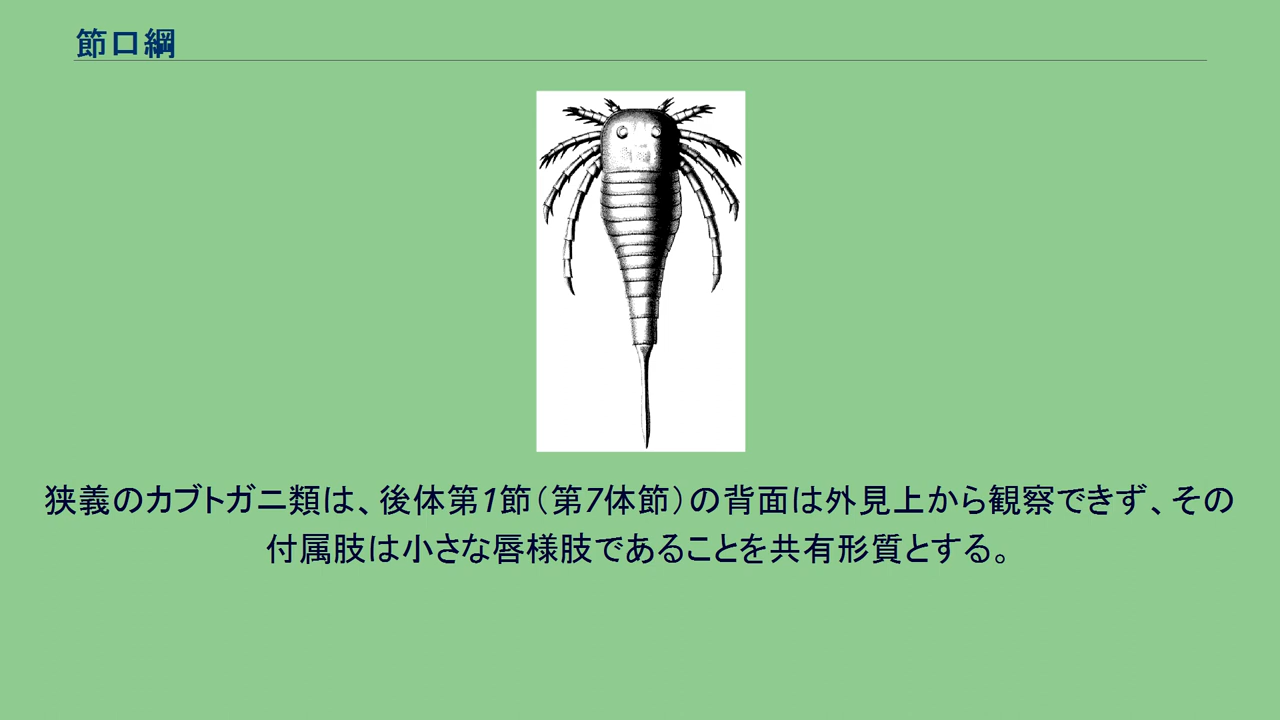 節口綱
狭義のカブトガニ類は、後体第1節（第7体節）の背面は外見上から観察できず、その
付属肢は小さな唇様肢であることを共有形質とする。